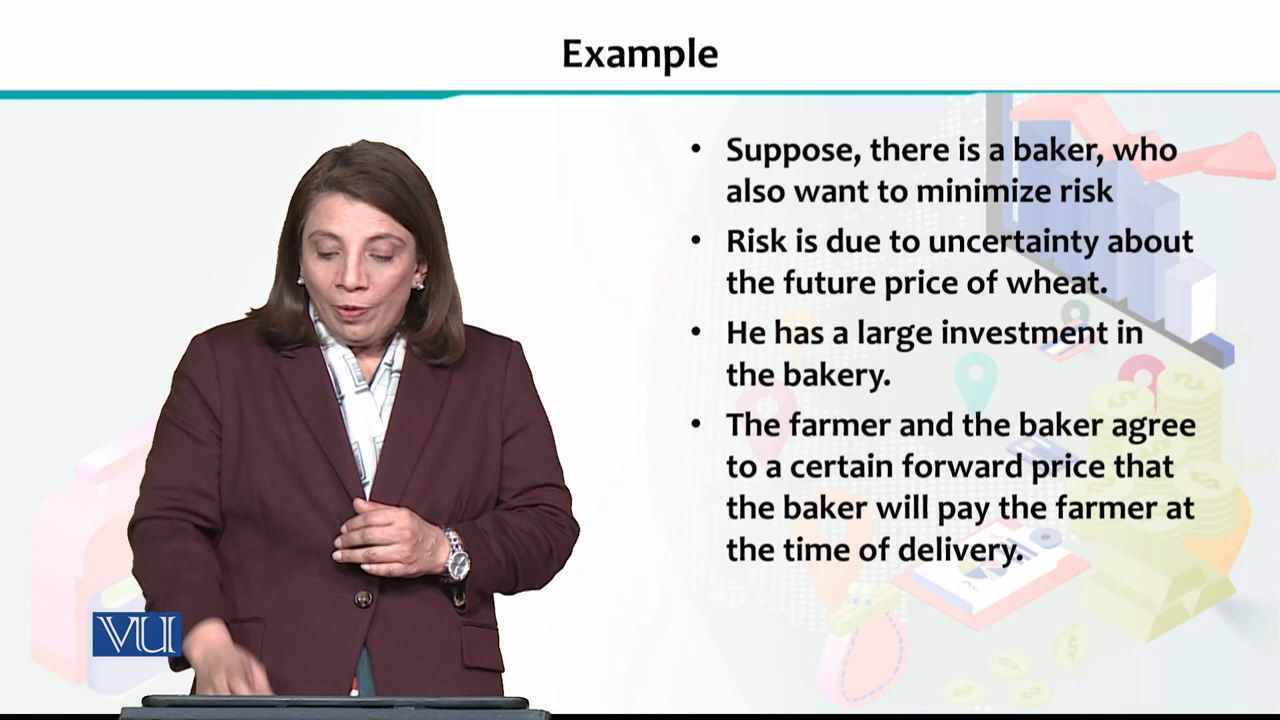 Example
• Suppose, there is a baker, who
also want to minimize risk
• Risk is due to uncertainty about
the future price of wheat.
• He has a large investment in
the bakery.
• The farmer and the baker agree
to a certain forward price that
the baker will pay the farmer at
the time of delivery.
VU